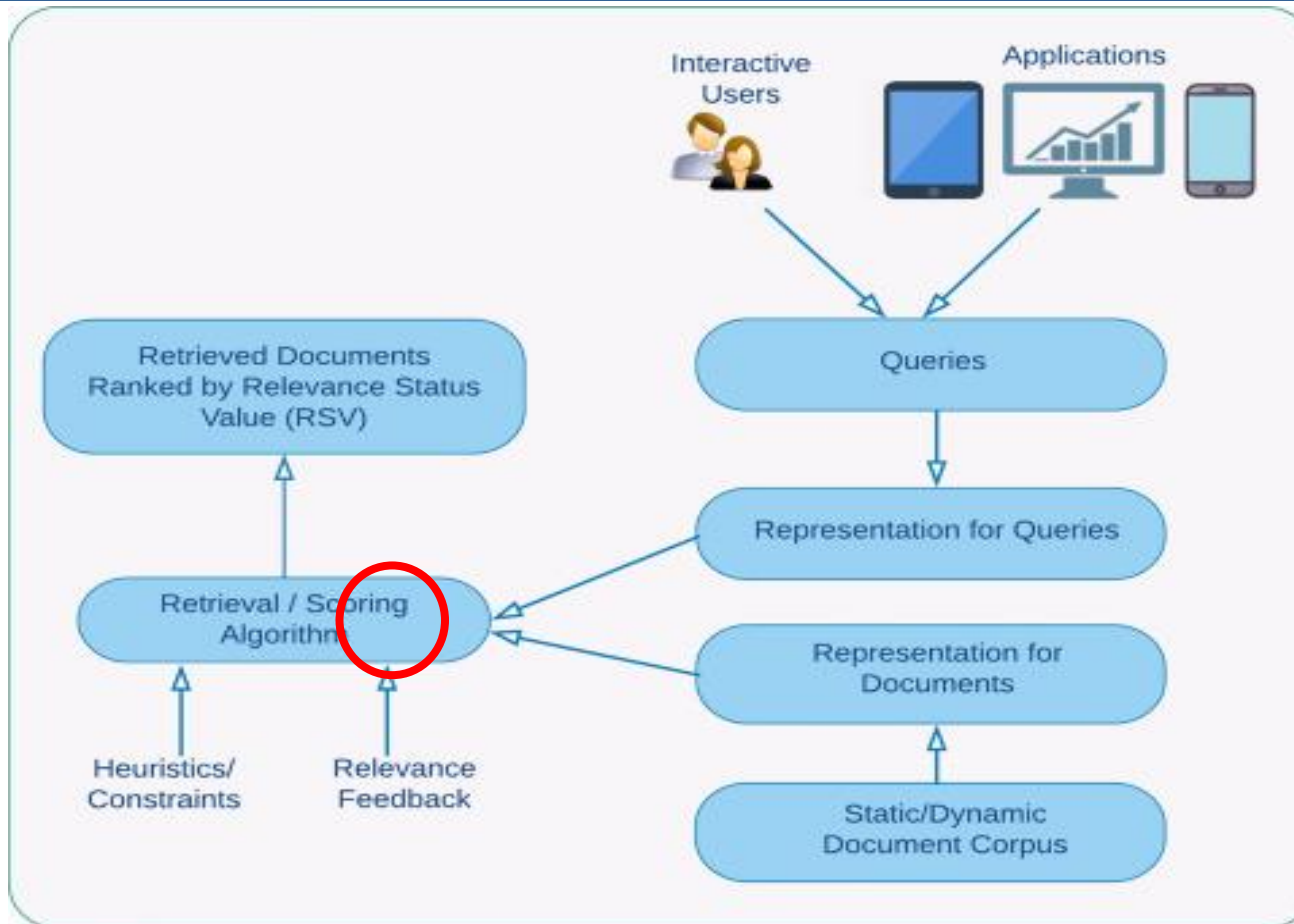 Interactive
Users
Applications
Queries
Retrieved Documents
Ranked by Relevance Status
Value (RSV)
Representation for Queries
Retrieval / Scoring
Algorithm
Representation for
Documents
Heuristics/
Constraints
Relevance
Feedback
Static/Dynamic
Document Corpus